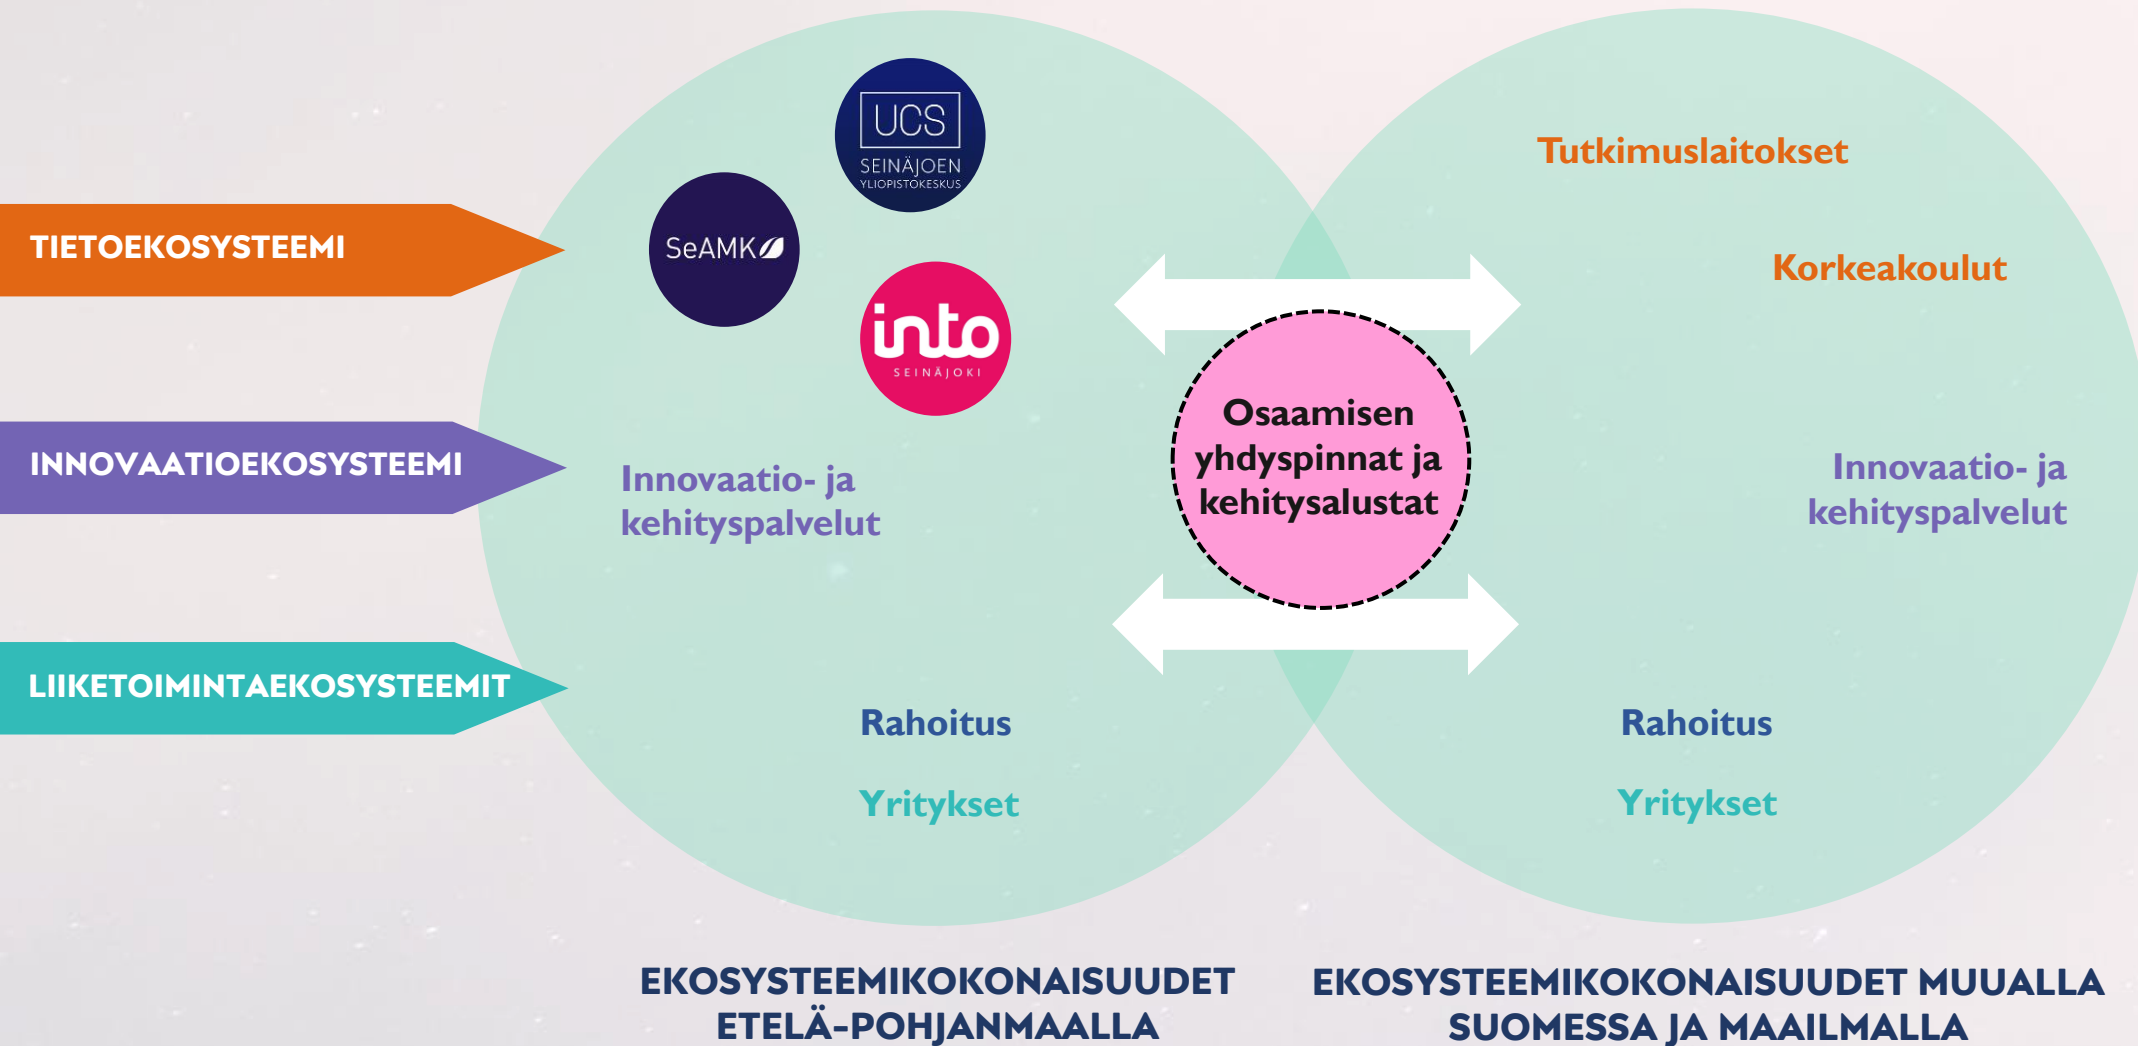 TIETOEKOSYSTEEMI
INNOVAATIOEKOSYSTEEMI
LIIKETOIMINTAEKOSYSTEEMIT
UCS
SEINÄJOEN
YLIOPISTOKESKUS
SeAMK
into
SEINÄJOKI
Innovaatio- ja
kehityspalvelut
Rahoitus
Yritykset
Osaamisen
yhdyspinnat ja
kehitysalustat
Tutkimuslaitokset
Korkeakoulut
Innovaatio- ja
kehityspalvelut
Rahoitus
Yritykset
EKOSYSTEEMIKOKONAISUUDET
ETELÄ-POHJANMAALLA
EKOSYSTEEMIKOKONAISUUDET MUUALLA
SUOMESSA JA MAAILMALLA